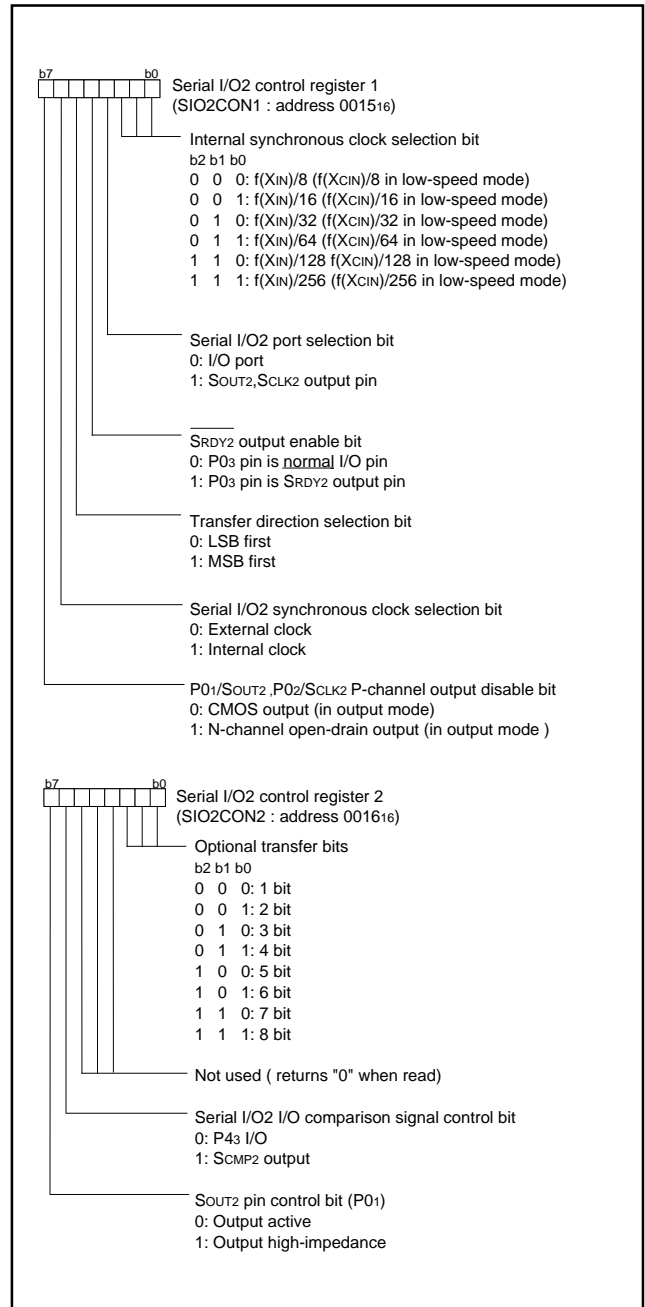 b7 b0
Serial I/O2 control register 1
(SIO2CON1 : address 001516)
Internal synchronous clock selection bit
b2 b1 b0
0 0 0: f(XIN)/8 (f(XCIN)/8 in low-speed mode)
0 0 1: f(XIN)/16 (f(XCIN)/16 in low-speed mode)
0 1 0: f(XIN)/32 (f(XCIN)/32 in low-speed mode)
0 1 1: f(XIN)/64 (f(XCIN)/64 in low-speed mode)
1 1 0: f(XIN)/128 f(XCIN)/128 in low-speed mode)
1 1 1: f(XIN)/256 (f(XCIN)/256 in low-speed mode)
Serial I/O2 port selection bit
0: I/O port
1: SOUT2,SCLK2 output pin
SRDY2 output enable bit
0: P03 pin is normal I/O pin
1: P03 pin is SRDY2 output pin
Transfer direction selection bit
0: LSB first
1: MSB first
Serial I/O2 synchronous clock selection bit
0: External clock
1: Internal clock
P01/SOUT2 ,P02/SCLK2 P-channel output disable bit
0: CMOS output (in output mode)
1: N-channel open-drain output (in output mode )
b7 b0
Serial I/O2 control register 2
(SIO2CON2 : address 001616)
Optional transfer bits
b2 b1 b0
0 0 0: 1 bit
0 0 1: 2 bit
0 1 0: 3 bit
0 1 1: 4 bit
1 0 0: 5 bit
1 0 1: 6 bit
1 1 0: 7 bit
1 1 1: 8 bit
Not used ( returns "0" when read)
Serial I/O2 I/O comparison signal control bit
0: P43 I/O
1: SCMP2 output
SOUT2 pin control bit (P01)
0: Output active
1: Output high-impedance